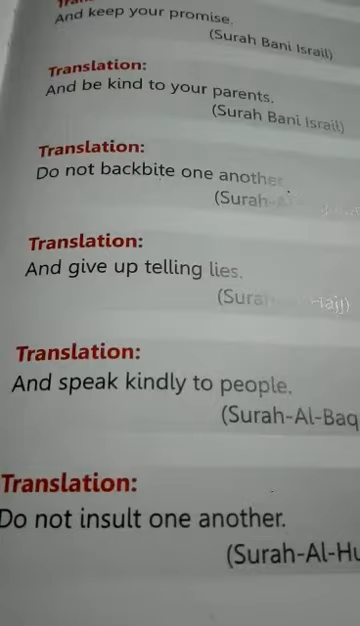 And keep your promise.
(Surah Bani Israil)
Translation:
And be kind to your parents.
(Surah Bani Israil)
Translation:
Do not backbite one another.
(Surah-
Translation:
And give up telling lies.
Hajj)
Translation:
And speak kindly to people.
(Surah-Al-Baq
Translation:
Do not insult one another.
(Surah-Al-Hu